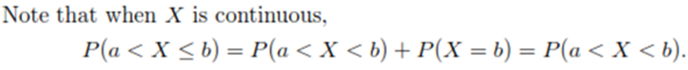 Note that when X is continuous,
P(a < X ≤ b) = P(a < X < b) + P(X = b) = P(a < X < b).